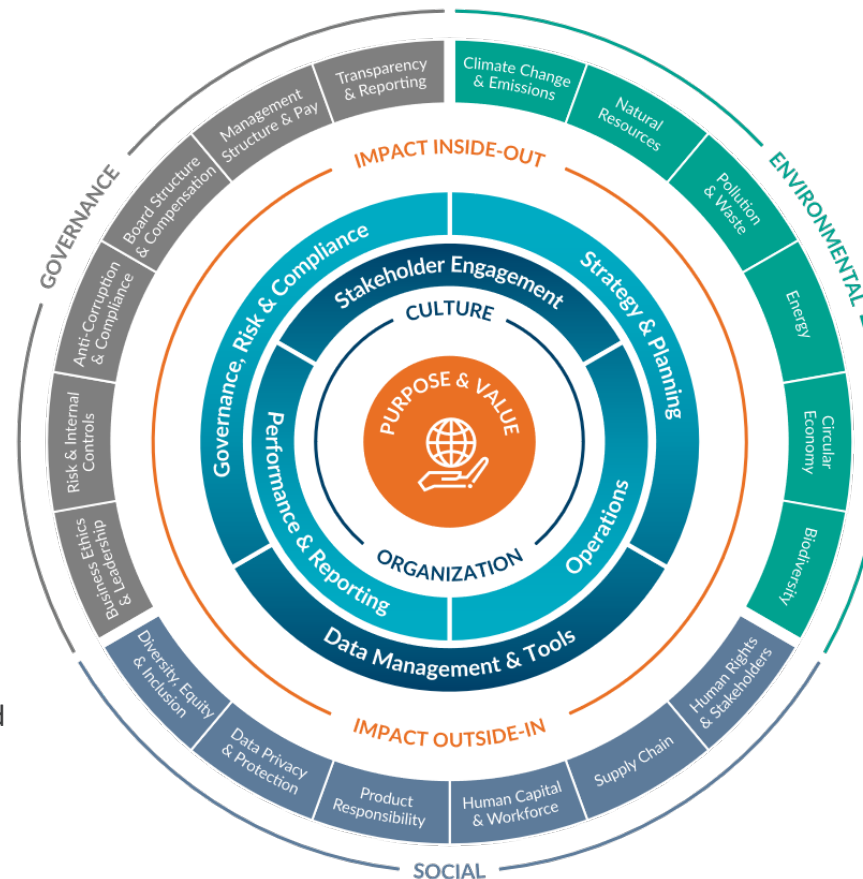 GOVERNANCE
Transparency
& Reporting
Management
Structure & Pay
Board Structure
& Compensation
Anti-Corruption
& Compliance
Risk & Internal
Controls
Business Ethics
& Leadership
ENVIRONMENTAL
Climate Change
& Emissions
Natural
Resources
Pollution
& Waste
Energy
Circular
Economy
Biodiversity
IMPACT INSIDE-OUT
Governance, Risk & Compliance
Strategy & Planning
Stakeholder Engagement
CULTURE
PURPOSE & VALUE
ORGANIZATION
Performance & Reporting
Operations
Data Management & Tools
IMPACT OUTSIDE-IN
Diversity, Equity
& Inclusion
Data Privacy
& Protection
Product
Responsibility
Human Capital
& Workforce
Supply Chain
Human Rights
& Stakeholders
SOCIAL
d